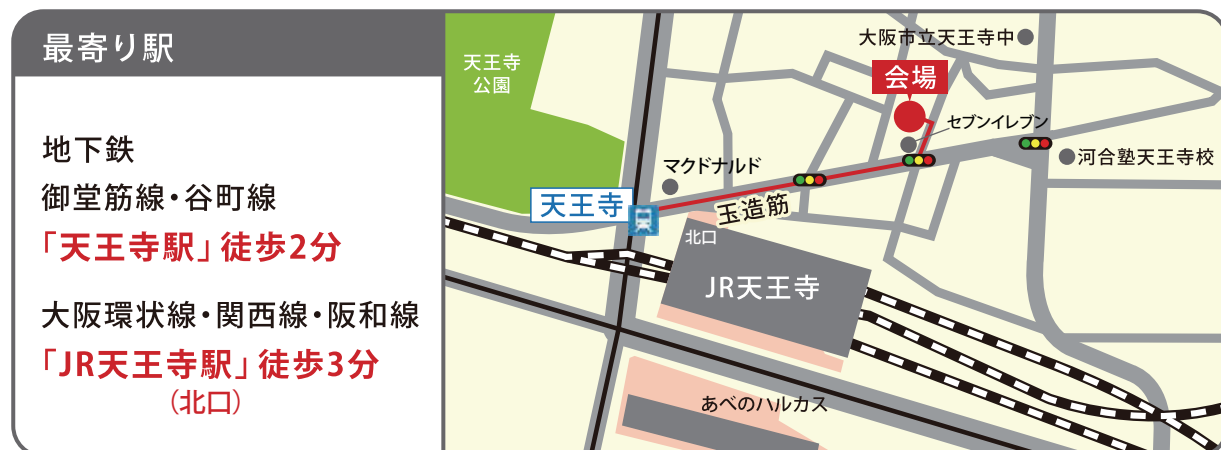 最寄り駅
地下鉄
御堂筋線・谷町線
「天王寺駅」徒歩2分
大阪環状線・関西線・阪和線
「JR天王寺駅」徒歩3分
（北口）
天王寺
公園
大阪市立天王寺中
会場
セブンイレブン
河合塾天王寺校
マクドナルド
天王寺
玉造筋
北口
JR天王寺
あべのハルカス